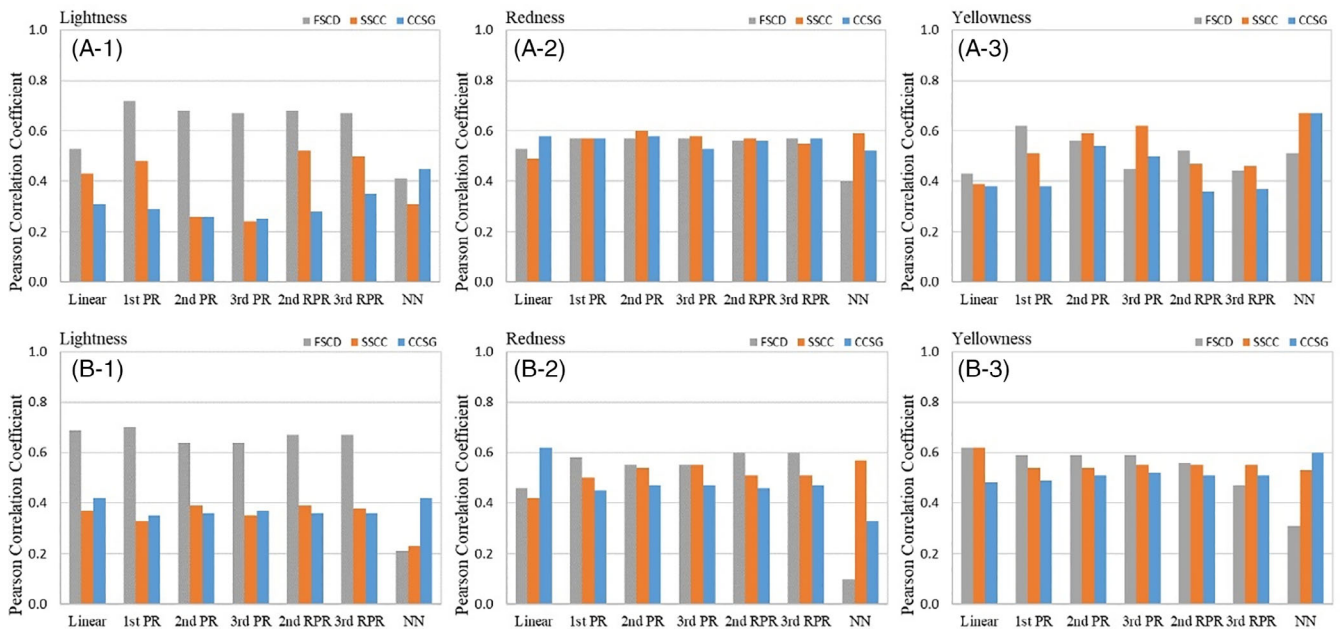 Lightness
FSCD SSCC CCSG
(A-1)
Pearson Correlation Coefficient
1.0
0.8
0.6
0.4
0.2
0.0
Linear 1st PR 2nd PR 3rd PR 2nd RPR 3rd RPR NN
Redness
FSCD SSCC CCSG
(A-2)
Pearson Correlation Coefficient
1.0
0.8
0.6
0.4
0.2
0.0
Linear 1st PR 2nd PR 3rd PR 2nd RPR 3rd RPR NN
Yellowness
FSCD SSCC CCSG
(A-3)
Pearson Correlation Coefficient
1.0
0.8
0.6
0.4
0.2
0.0
Linear 1st PR 2nd PR 3rd PR 2nd RPR 3rd RPR NN
Lightness
FSCD SSCC CCSG
(B-1)
Pearson Correlation Coefficient
1.0
0.8
0.6
0.4
0.2
0.0
Linear 1st PR 2nd PR 3rd PR 2nd RPR 3rd RPR NN
Redness
FSCD SSCC CCSG
(B-2)
Pearson Correlation Coefficient
1.0
0.8
0.6
0.4
0.2
0.0
Linear 1st PR 2nd PR 3rd PR 2nd RPR 3rd RPR NN
Yellowness
FSCD SSCC CCSG
(B-3)
Pearson Correlation Coefficient
1.0
0.8
0.6
0.4
0.2
0.0
Linear 1st PR 2nd PR 3rd PR 2nd RPR 3rd RPR NN